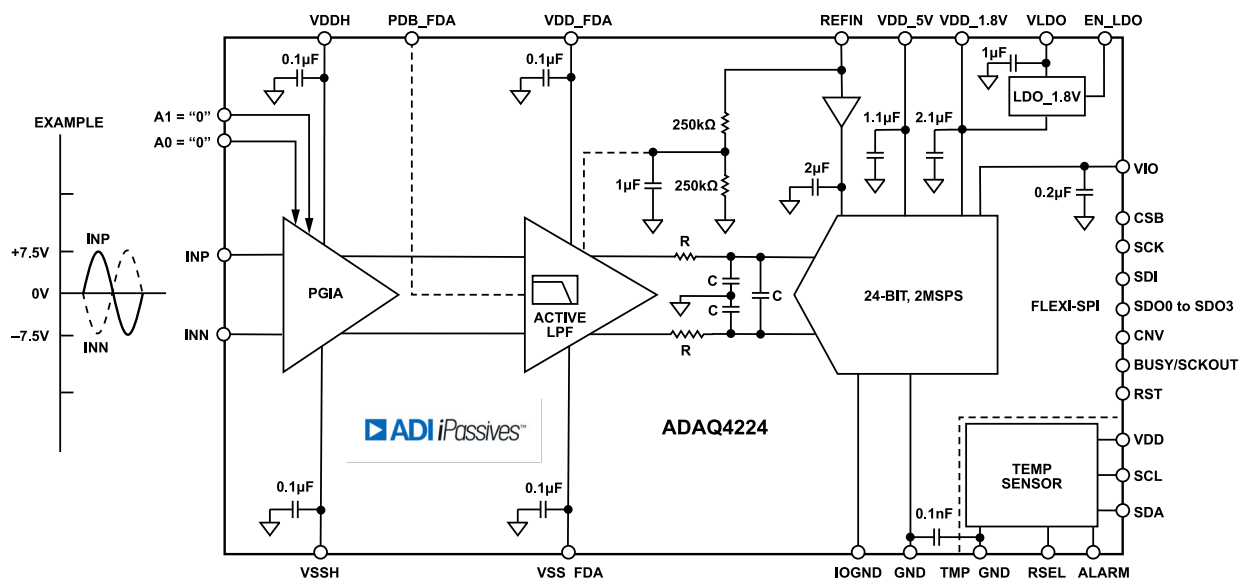 VDDH
PDB_FDA
VDD_FDA
REFIN
VDD_5V
VDD_1.8V
VLDO
EN_LDO
0.1µF
0.1µF
1µF
LDO_1.8V
EXAMPLE
A1 = “0”
A0 = “0”
250kΩ
1.1µF
2.1µF
1µF
250kΩ
2µF
VIO
0.2µF
CSB
+7.5V
INP
INP
R
SCK
0V
PGIA
ACTIVE
LPF
C
C
C
24-BIT, 2MSPS
FLEXI-SPI
SDI
SDO0 to SDO3
–7.5V
INN
INN
R
CNV
BUSY/SCKOUT
RST
ADI iPassives™
ADAQ4224
TEMP
SENSOR
VDD
SCL
SDA
0.1µF
0.1µF
0.1nF
VSSH
VSS_FDA
IOGND
GND
TMP_GND
RSEL
ALARM